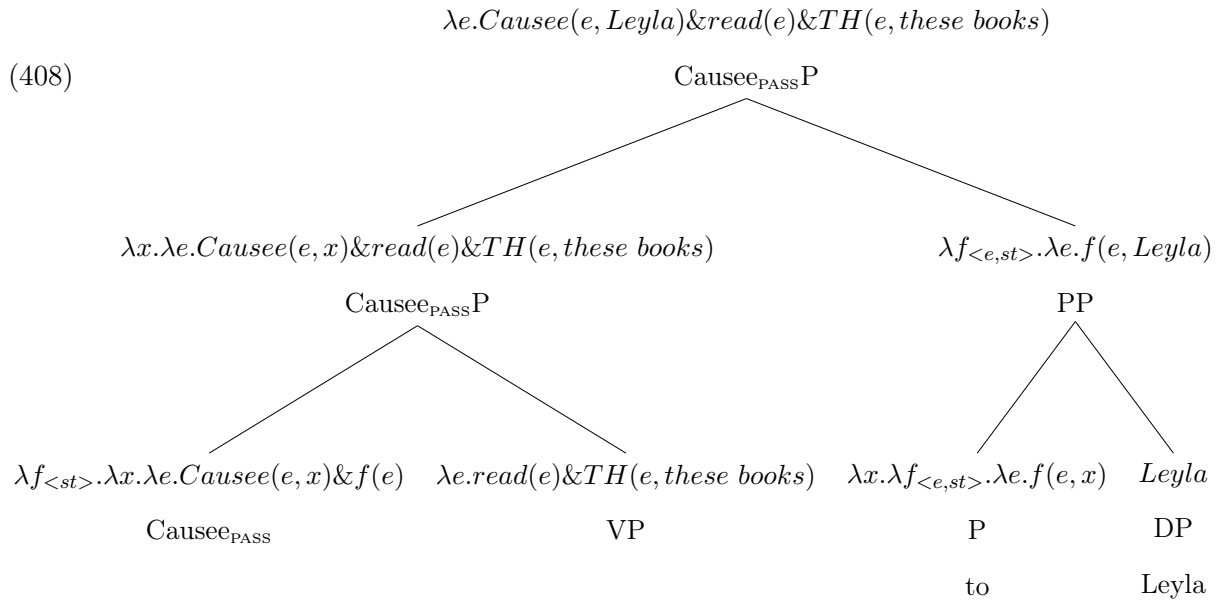 λe.Causee(e, Leyla)&read(e)&TH(e, these books)
(408) Causee_PASS P
λx.λe.Causee(e, x)&read(e)&TH(e, these books) λf_<e,st>.λe.f(e, Leyla)
Causee_PASS P PP
λf_<st>.λx.λe.Causee(e, x)&f(e) λe.read(e)&TH(e, these books) λx.λf_<e,st>.λe.f(e, x) Leyla
Causee_PASS VP P DP
to Leyla